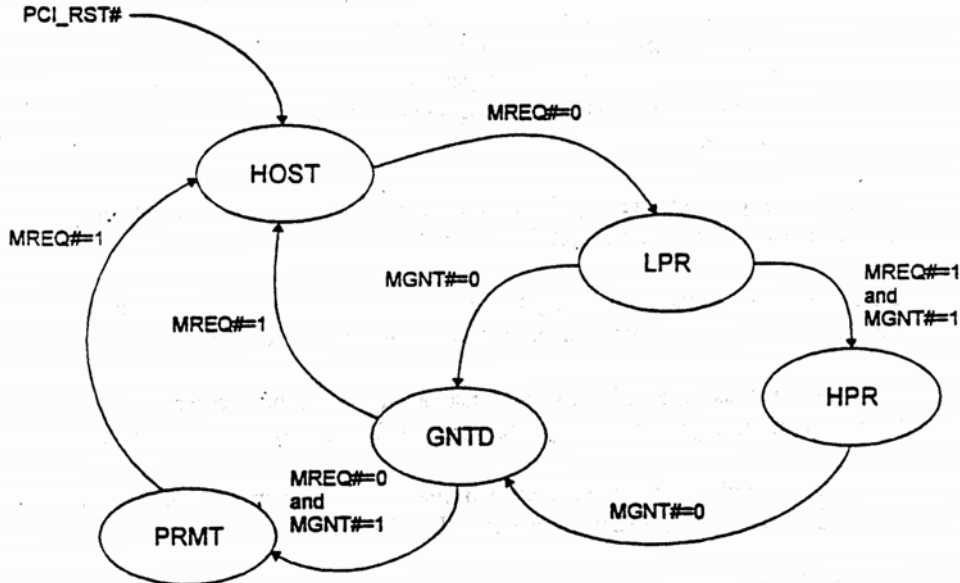 PCI_RST#
MREQ#=0
HOST
MREQ#=1
LPR
MGNT#=0
MREQ#=1
and
MGNT#=1
MREQ#=1
HPR
GNTD
MREQ#=0
and
MGNT#=1
MGNT#=0
PRMT